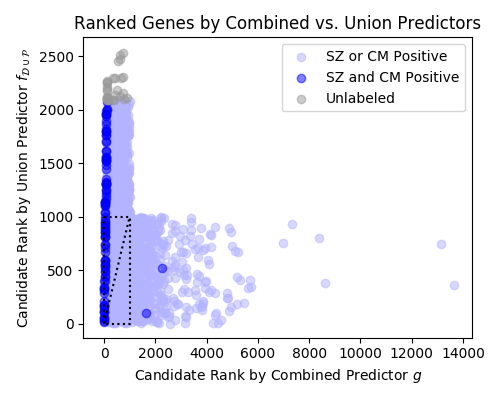 Ranked Genes by Combined vs. Union Predictors
SZ or CM Positive
SZ and CM Positive
Unlabeled
Candidate Rank by Union Predictor f_{D∪P}
2500
2000
1500
1000
500
0
0 2000 4000 6000 8000 10000 12000 14000
Candidate Rank by Combined Predictor g